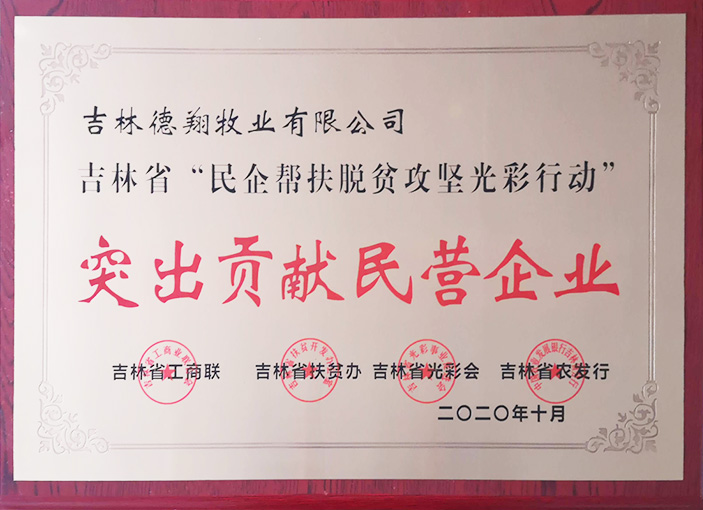 吉林德翔牧业有限公司
吉林省“民企帮扶脱贫攻坚光彩行动”
突出贡献民营企业
吉林省工商联 吉林省扶贫办 吉林省光彩会 吉林省农发行
二〇二〇年十月